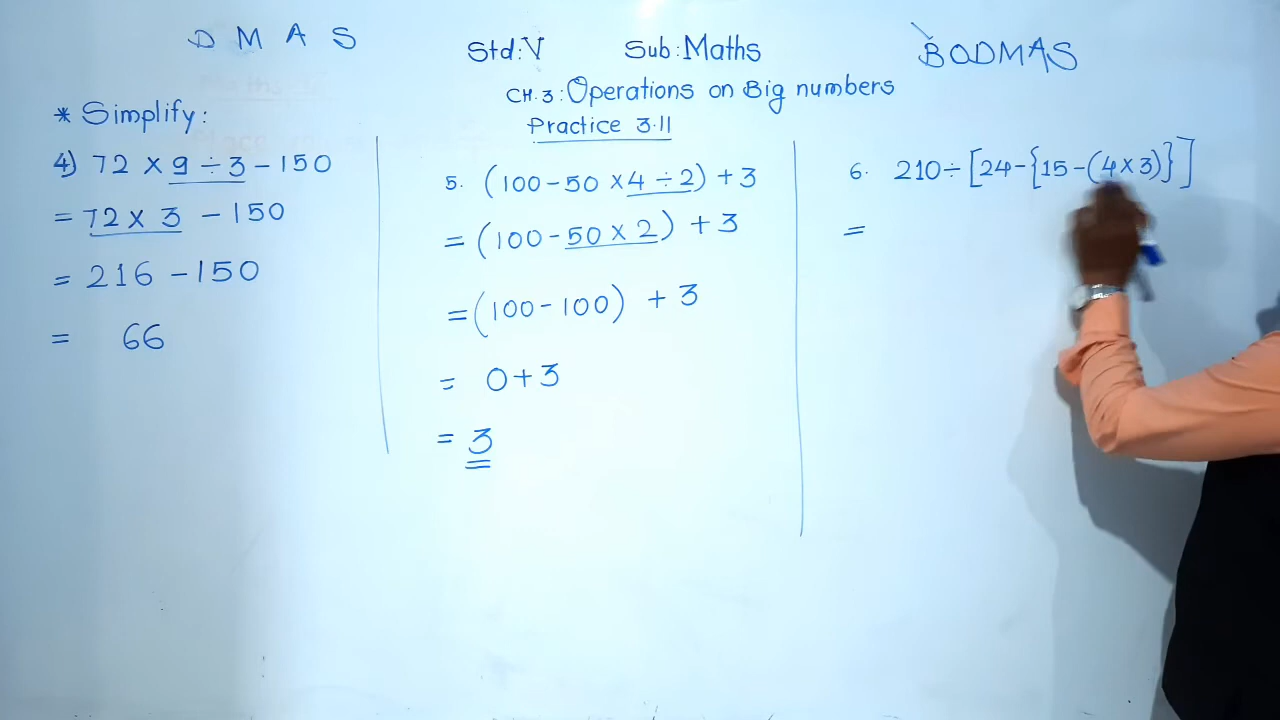 D M A S
Std: V Sub: Maths
BODMAS
CH. 3: Operations on Big numbers
Practice 3.11
* Simplify:
4) 72 × 9 ÷ 3 - 150
= 72 × 3 - 150
= 216 - 150
= 66
5. (100 - 50 × 4 ÷ 2) + 3
= (100 - 50 × 2) + 3
= (100 - 100) + 3
= 0 + 3
= 3
6. 210 ÷ [24 - {15 - (4 × 3)}]
=